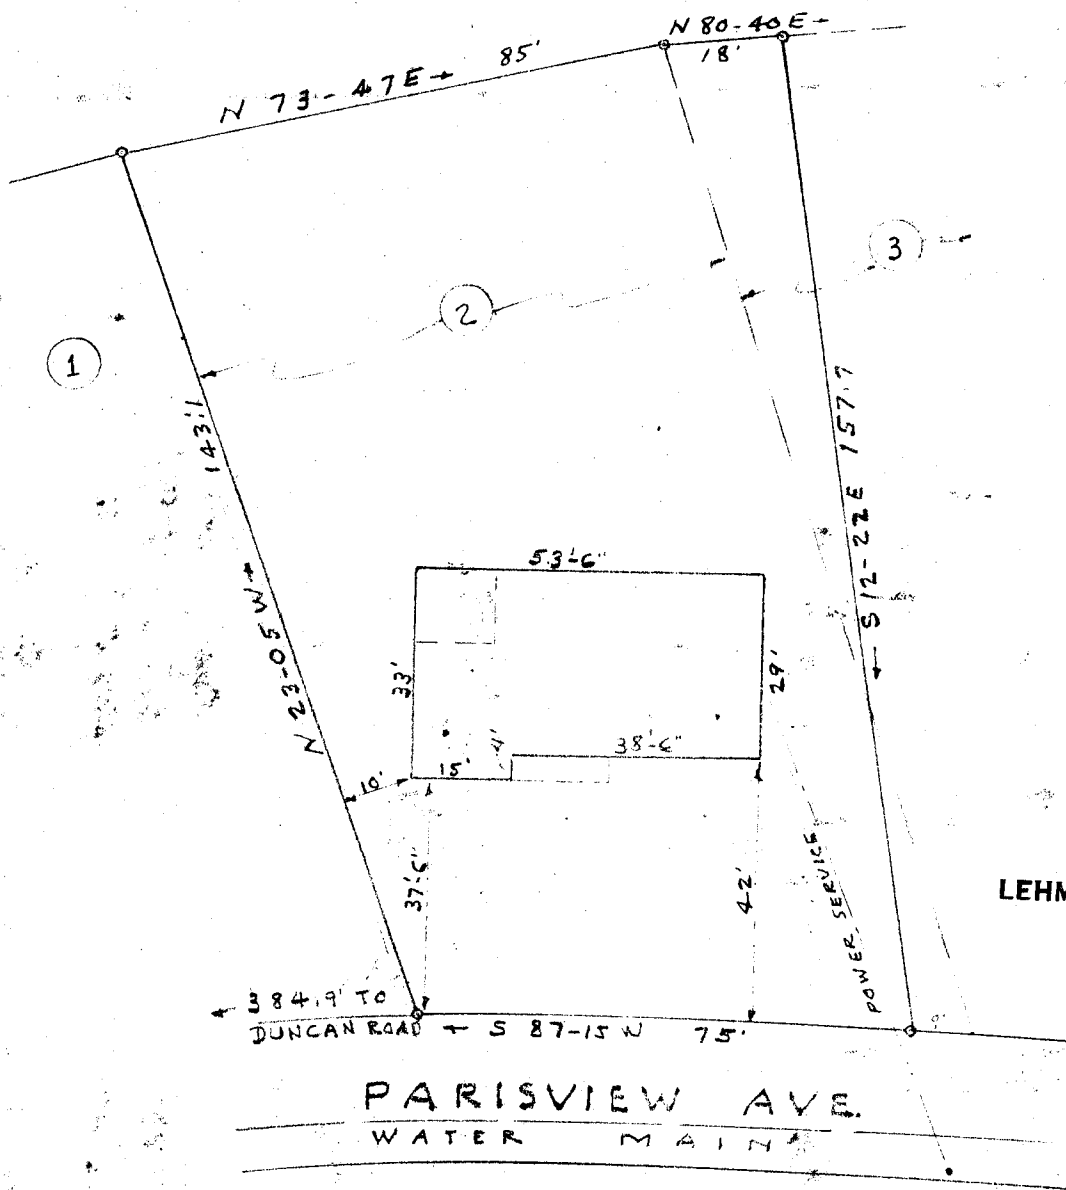 N 80-40 E
18'
N 73-47 E 85'
3
2
1
143.1
S 12-22 E 157.7
53'-6"
N 23-05 W
33'
29'
4'
38'-6"
15'
10'
37'-6"
42'
POWER SERVICE
LEHM
384.9' TO
DUNCAN ROAD
S 87-15 W 75'
9'
PARISVIEW AVE.
WATER MAIN